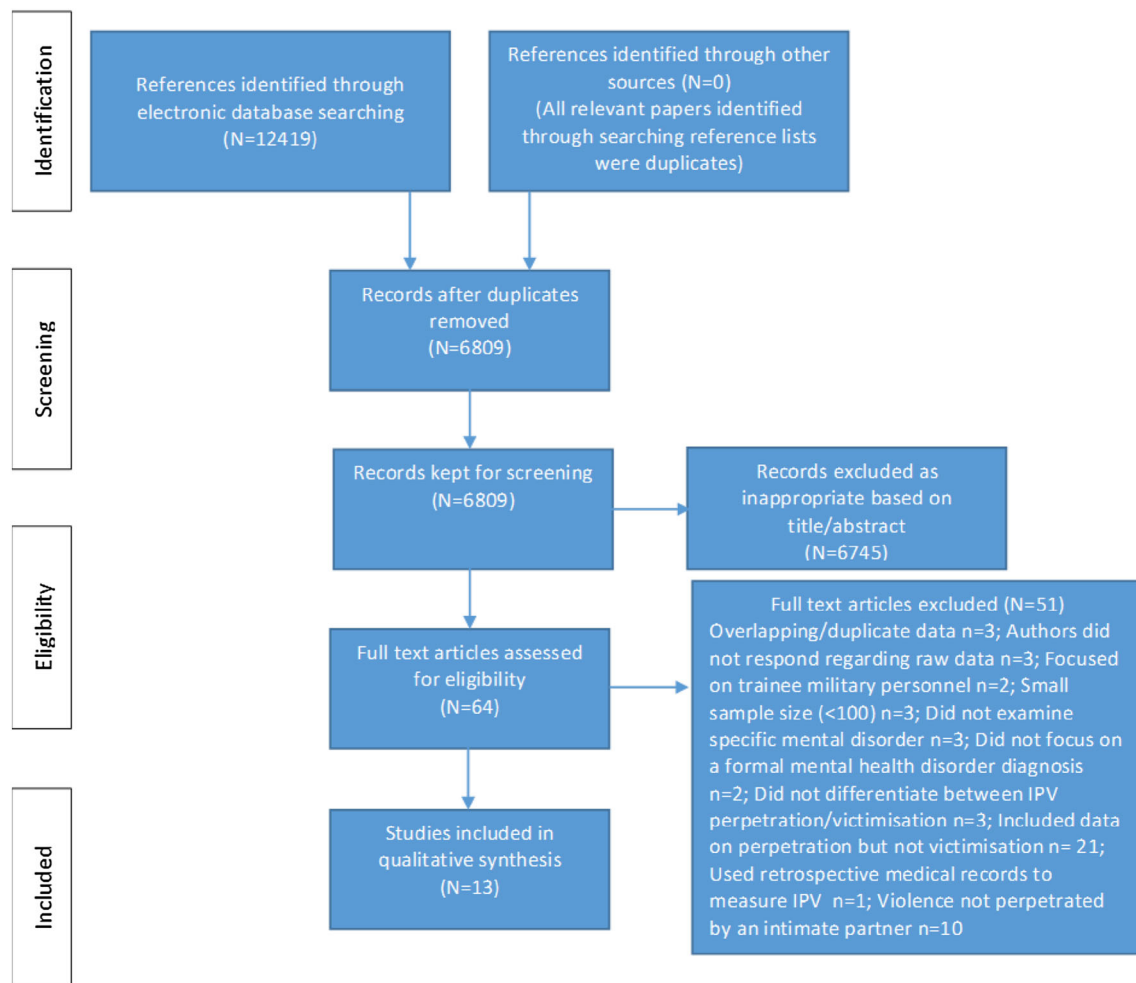 Identification
References identified through
electronic database searching
(N=12419)
References identified through other
sources (N=0)
(All relevant papers identified
through searching reference lists
were duplicates)
Screening
Records after duplicates
removed
(N=6809)
Records kept for screening
(N=6809)
Records excluded as
inappropriate based on
title/abstract
(N=6745)
Eligibility
Full text articles assessed
for eligibility
(N=64)
Full text articles excluded (N=51)
Overlapping/duplicate data n=3; Authors did
not respond regarding raw data n=3; Focused
on trainee military personnel n=2; Small
sample size (<100) n=3; Did not examine
specific mental disorder n=3; Did not focus on
a formal mental health disorder diagnosis
n=2; Did not differentiate between IPV
perpetration/victimisation n=3; Included data
on perpetration but not victimisation n= 21;
Used retrospective medical records to
measure IPV n=1; Violence not perpetrated
by an intimate partner n=10
Included
Studies included in
qualitative synthesis
(N=13)